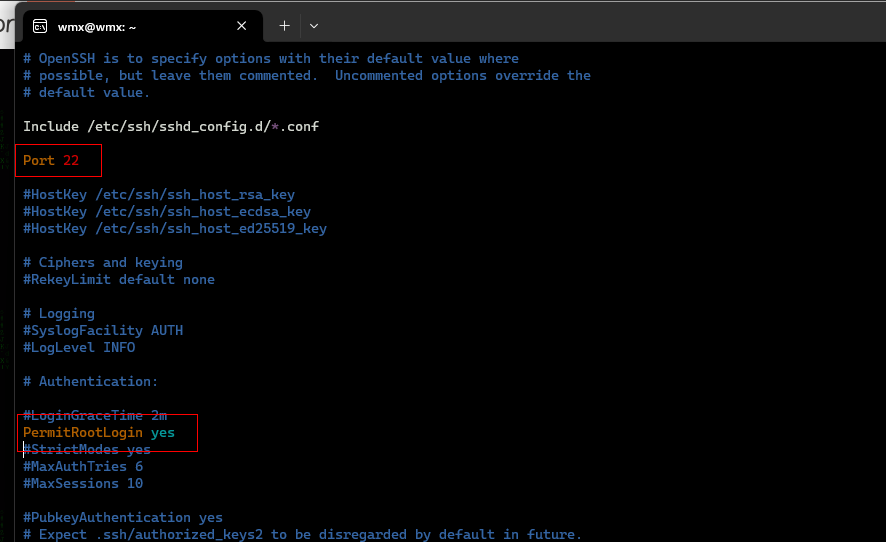 or
wmx@wmx: ~
# OpenSSH is to specify options with their default value where
# possible, but leave them commented.  Uncommented options override the
# default value.
Include /etc/ssh/sshd_config.d/*.conf
Port 22
#HostKey /etc/ssh/ssh_host_rsa_key
#HostKey /etc/ssh/ssh_host_ecdsa_key
#HostKey /etc/ssh/ssh_host_ed25519_key
# Ciphers and keying
#RekeyLimit default none
# Logging
#SyslogFacility AUTH
#LogLevel INFO
# Authentication:
#LoginGraceTime 2m
PermitRootLogin yes
#StrictModes yes
#MaxAuthTries 6
#MaxSessions 10
#PubkeyAuthentication yes
# Expect .ssh/authorized_keys2 to be disregarded by default in future.